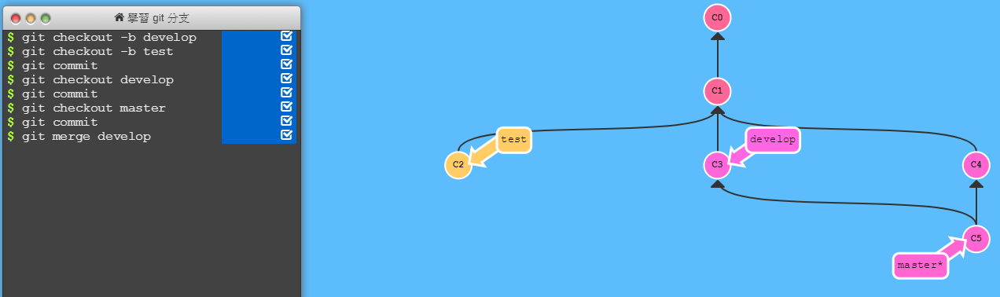 學習 git 分支
$ git checkout -b develop
$ git checkout -b test
$ git commit
$ git checkout develop
$ git commit
$ git checkout master
$ git commit
$ git merge develop
C0
C1
test
develop
C2
C3
C4
C5
master*